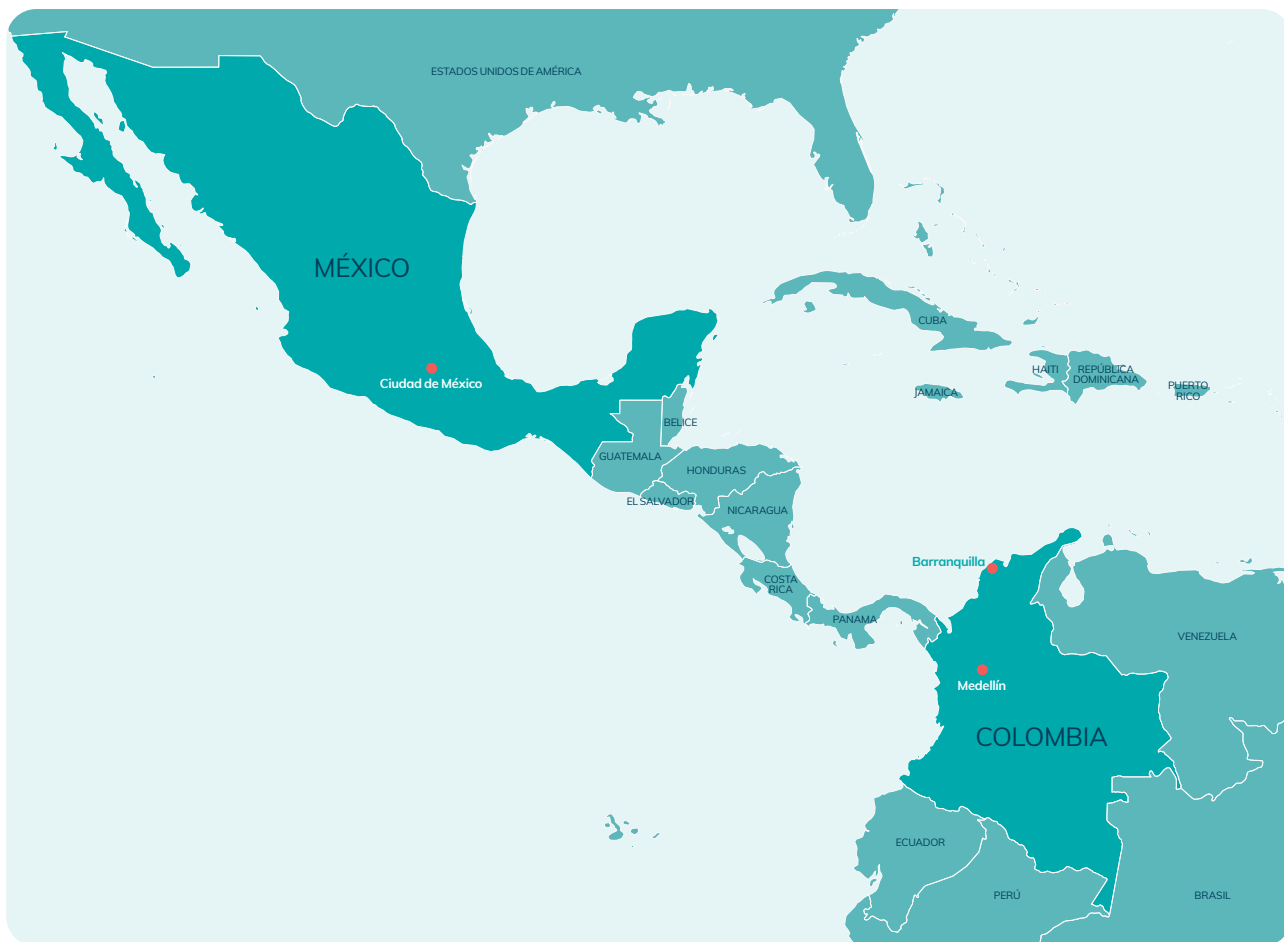 ESTADOS UNIDOS DE AMÉRICA
MÉXICO
CUBA
Ciudad de México
HAITI
REPÚBLICA
DOMINICANA
JAMAICA
PUERTO
RICO
BELICE
GUATEMALA
HONDURAS
EL SALVADOR
NICARAGUA
Barranquilla
COSTA
RICA
PANAMA
VENEZUELA
Medellín
COLOMBIA
ECUADOR
PERÚ
BRASIL